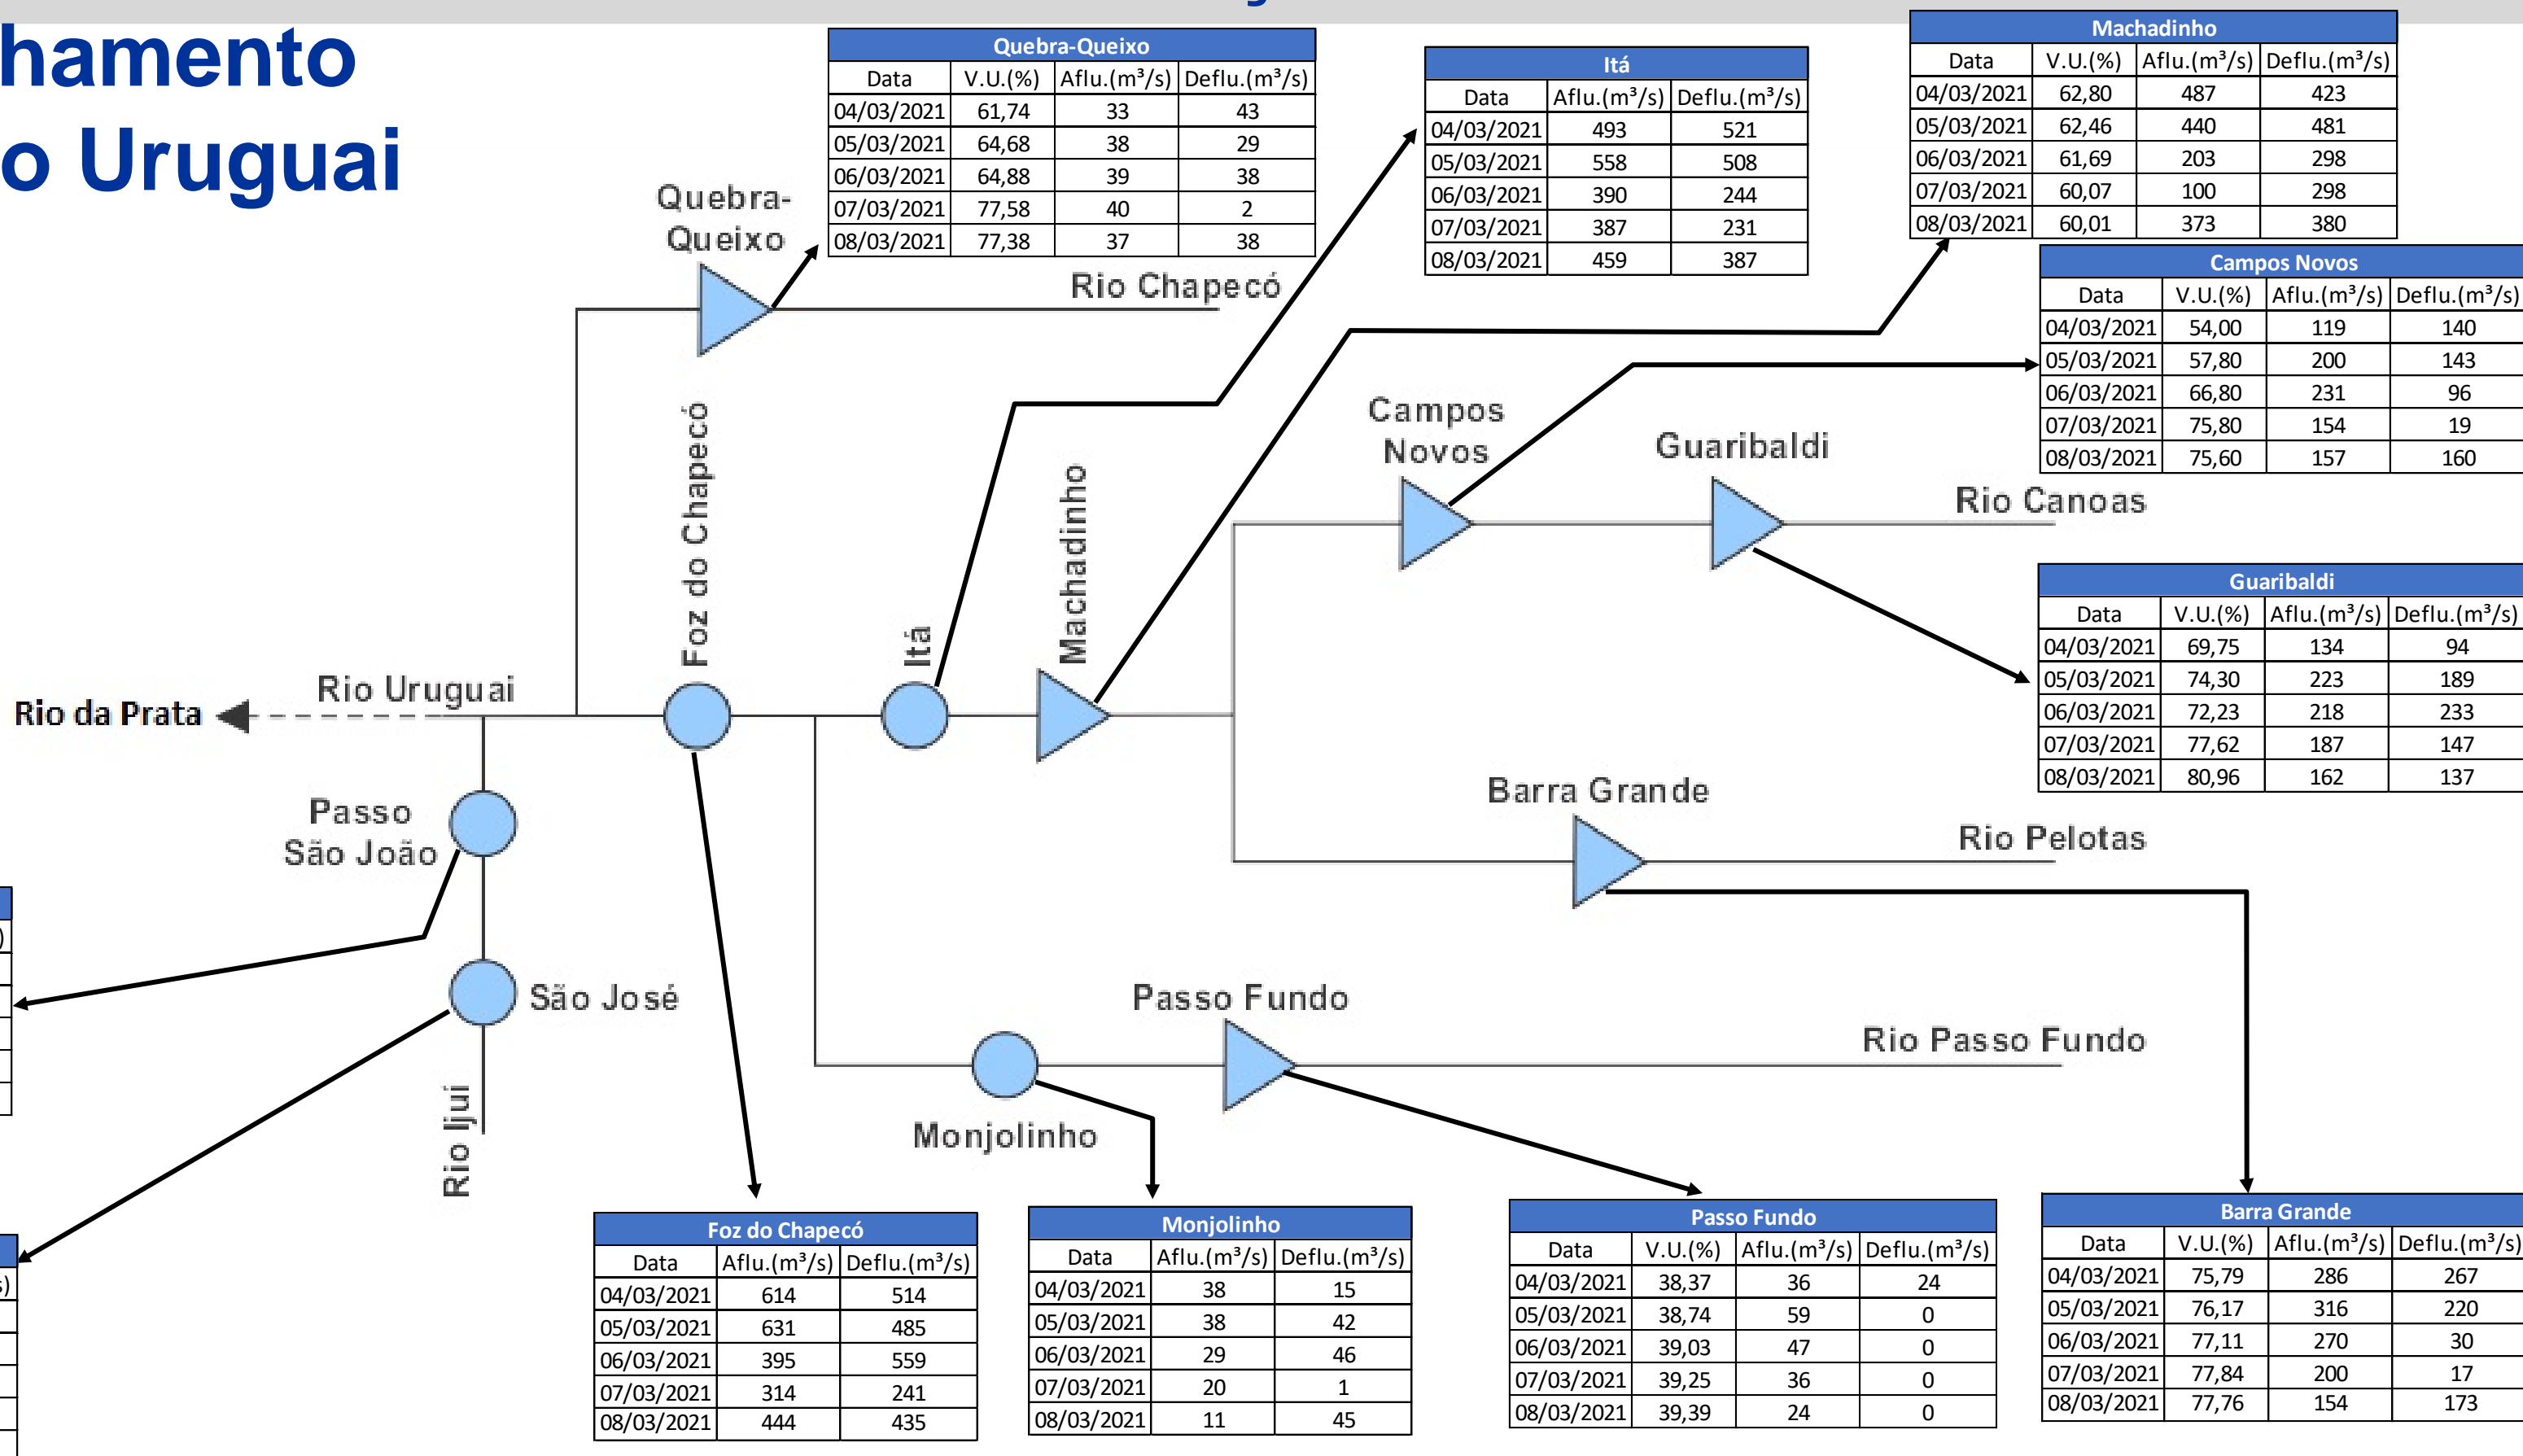 hamento
o Uruguai
Quebra-Queixo
Data V.U.(%) Aflu.(m³/s) Deflu.(m³/s)
04/03/2021 61,74 33 43
05/03/2021 64,68 38 29
06/03/2021 64,88 39 38
07/03/2021 77,58 40 2
08/03/2021 77,38 37 38
Itá
Data Aflu.(m³/s) Deflu.(m³/s)
04/03/2021 493 521
05/03/2021 558 508
06/03/2021 390 244
07/03/2021 387 231
08/03/2021 459 387
Machadinho
Data V.U.(%) Aflu.(m³/s) Deflu.(m³/s)
04/03/2021 62,80 487 423
05/03/2021 62,46 440 481
06/03/2021 61,69 203 298
07/03/2021 60,07 100 298
08/03/2021 60,01 373 380
Campos Novos
Data V.U.(%) Aflu.(m³/s) Deflu.(m³/s)
04/03/2021 54,00 119 140
05/03/2021 57,80 200 143
06/03/2021 66,80 231 96
07/03/2021 75,80 154 19
08/03/2021 75,60 157 160
Quebra-
Queixo
Rio Chapecó
Foz do Chapecó
Itá
Machadinho
Campos
Novos
Guaribaldi
Rio Canoas
Guaribaldi
Data V.U.(%) Aflu.(m³/s) Deflu.(m³/s)
04/03/2021 69,75 134 94
05/03/2021 74,30 223 189
06/03/2021 72,23 218 233
07/03/2021 77,62 187 147
08/03/2021 80,96 162 137
Rio da Prata
Rio Uruguai
Passo
São João
Barra Grande
Rio Pelotas
)
São José
Passo Fundo
Rio Passo Fundo
Monjolinho
Rio Ijui
s)
Foz do Chapecó
Data Aflu.(m³/s) Deflu.(m³/s)
04/03/2021 614 514
05/03/2021 631 485
06/03/2021 395 559
07/03/2021 314 241
08/03/2021 444 435
Monjolinho
Data Aflu.(m³/s) Deflu.(m³/s)
04/03/2021 38 15
05/03/2021 38 42
06/03/2021 29 46
07/03/2021 20 1
08/03/2021 11 45
Passo Fundo
Data V.U.(%) Aflu.(m³/s) Deflu.(m³/s)
04/03/2021 38,37 36 24
05/03/2021 38,74 59 0
06/03/2021 39,03 47 0
07/03/2021 39,25 36 0
08/03/2021 39,39 24 0
Barra Grande
Data V.U.(%) Aflu.(m³/s) Deflu.(m³/s)
04/03/2021 75,79 286 267
05/03/2021 76,17 316 220
06/03/2021 77,11 270 30
07/03/2021 77,84 200 17
08/03/2021 77,76 154 173